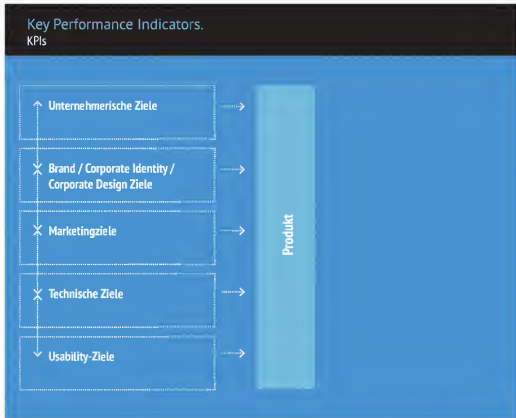 Key Performance Indicators.
KPIs
Unternehmerische Ziele
Brand / Corporate Identity /
Corporate Design Ziele
Marketingziele
Technische Ziele
Usability-Ziele
Produkt